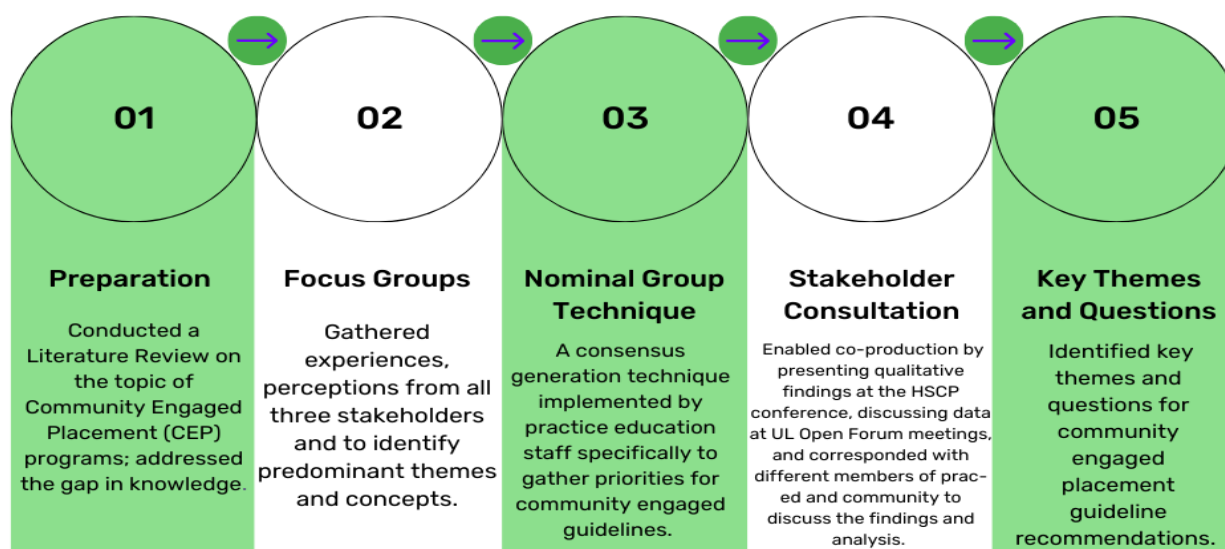 01
02
03
04
05
Preparation
Conducted a
Literature Review on
the topic of
Community Engaged
Placement (CEP)
programs; addressed
the gap in knowledge.
Focus Groups
Gathered
experiences,
perceptions from all
three stakeholders
and to identify
predominant themes
and concepts.
Nominal Group
Technique
A consensus
generation technique
implemented by
practice education
staff specifically to
gather priorities for
community engaged
guidelines.
Stakeholder
Consultation
Enabled co-production by
presenting qualitative
findings at the HSCP
conference, discussing data
at UL Open Forum meetings,
and corresponded with
different members of prac-
ed and community to
discuss the findings and
analysis.
Key Themes
and Questions
Identified key
themes and
questions for
community
engaged
placement
guideline
recommendations.